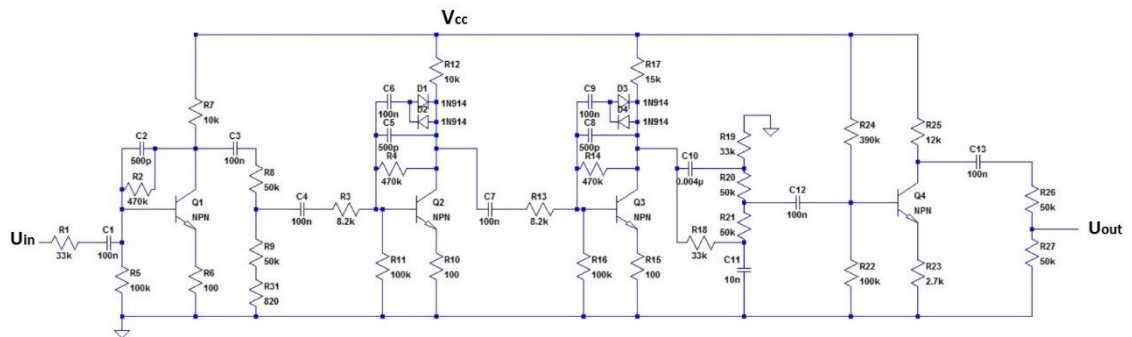 Vcc
R12
10k
R17
15k
C6
100n
D1
1N914
D2
1N914
C5
500p
R4
470k
C9
100n
D3
1N914
D4
1N914
C8
500p
R14
470k
R7
10k
C2
500p
R2
470k
C3
100n
R8
50k
Q1
NPN
C4
100n
R3
8.2k
Q2
NPN
C7
100n
R13
8.2k
Q3
NPN
C10
0.004µ
R19
33k
R20
50k
R21
50k
R18
33k
C11
10n
C12
100n
R24
390k
R25
12k
C13
100n
Q4
NPN
R26
50k
R27
50k
Uout
Uin
R1
33k
C1
100n
R5
100k
R6
100
R9
50k
R31
820
R11
100k
R10
100
R16
100k
R15
100
R22
100k
R23
2.7k